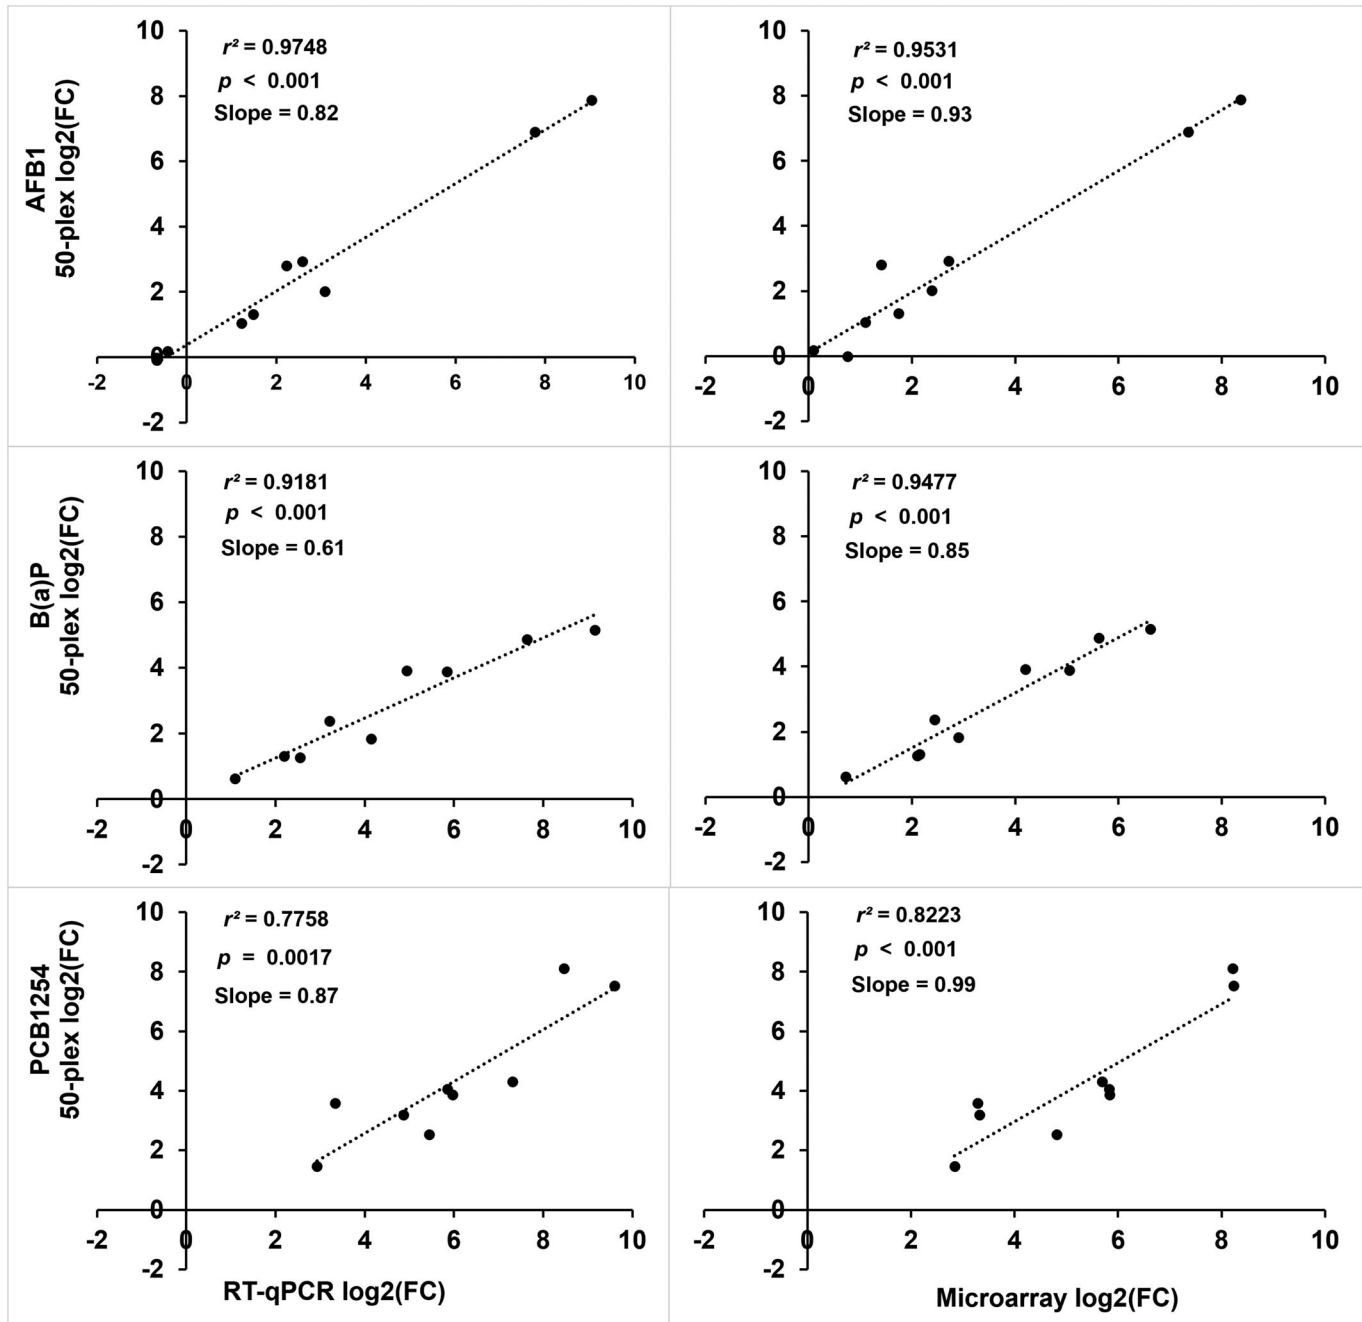 AFB1
50-plex log2(FC)
10
8
6
4
2
0
-2
-2 0 2 4 6 8 10
r² = 0.9748
p < 0.001
Slope = 0.82
10
8
6
4
2
0
-2
-2 0 2 4 6 8 10
r² = 0.9531
p < 0.001
Slope = 0.93
B(a)P
50-plex log2(FC)
10
8
6
4
2
0
-2
-2 0 2 4 6 8 10
r² = 0.9181
p < 0.001
Slope = 0.61
10
8
6
4
2
0
-2
-2 0 2 4 6 8 10
r² = 0.9477
p < 0.001
Slope = 0.85
PCB1254
50-plex log2(FC)
10
8
6
4
2
0
-2
-2 0 2 4 6 8 10
r² = 0.7758
p = 0.0017
Slope = 0.87
RT-qPCR log2(FC)
10
8
6
4
2
0
-2
-2 0 2 4 6 8 10
r² = 0.8223
p < 0.001
Slope = 0.99
Microarray log2(FC)